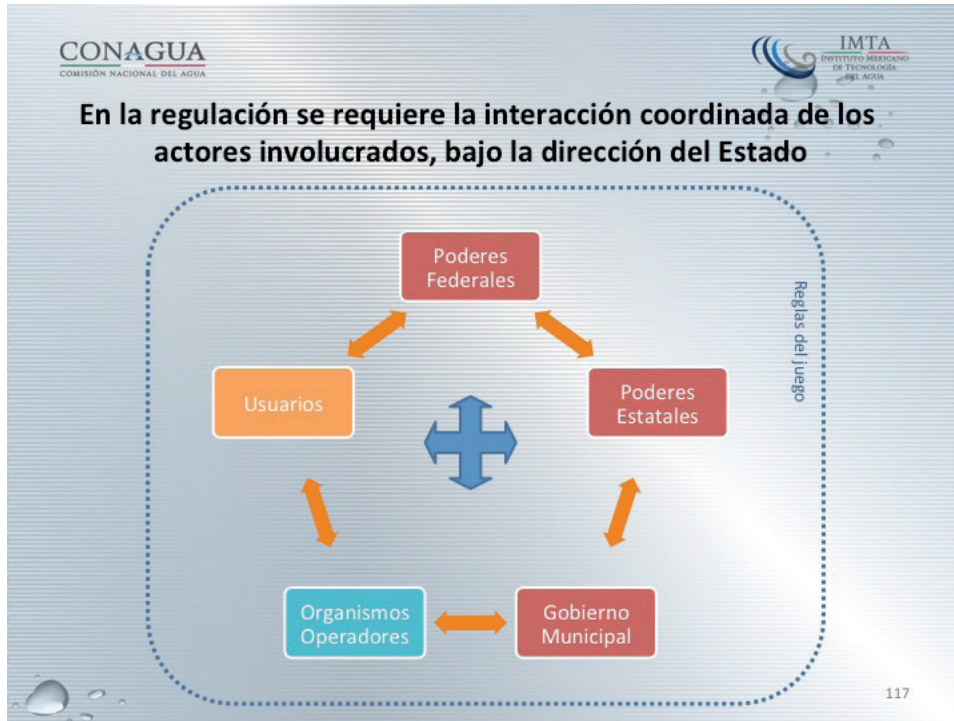 CONAGUA
COMISIÓN NACIONAL DEL AGUA
IMTA
INSTITUTO MEXICANO
DE TECNOLOGÍA
DEL AGUA
En la regulación se requiere la interacción coordinada de los
actores involucrados, bajo la dirección del Estado
Poderes
Federales
Reglas del juego
Usuarios
Poderes
Estatales
Organismos
Operadores
Gobierno
Municipal
117